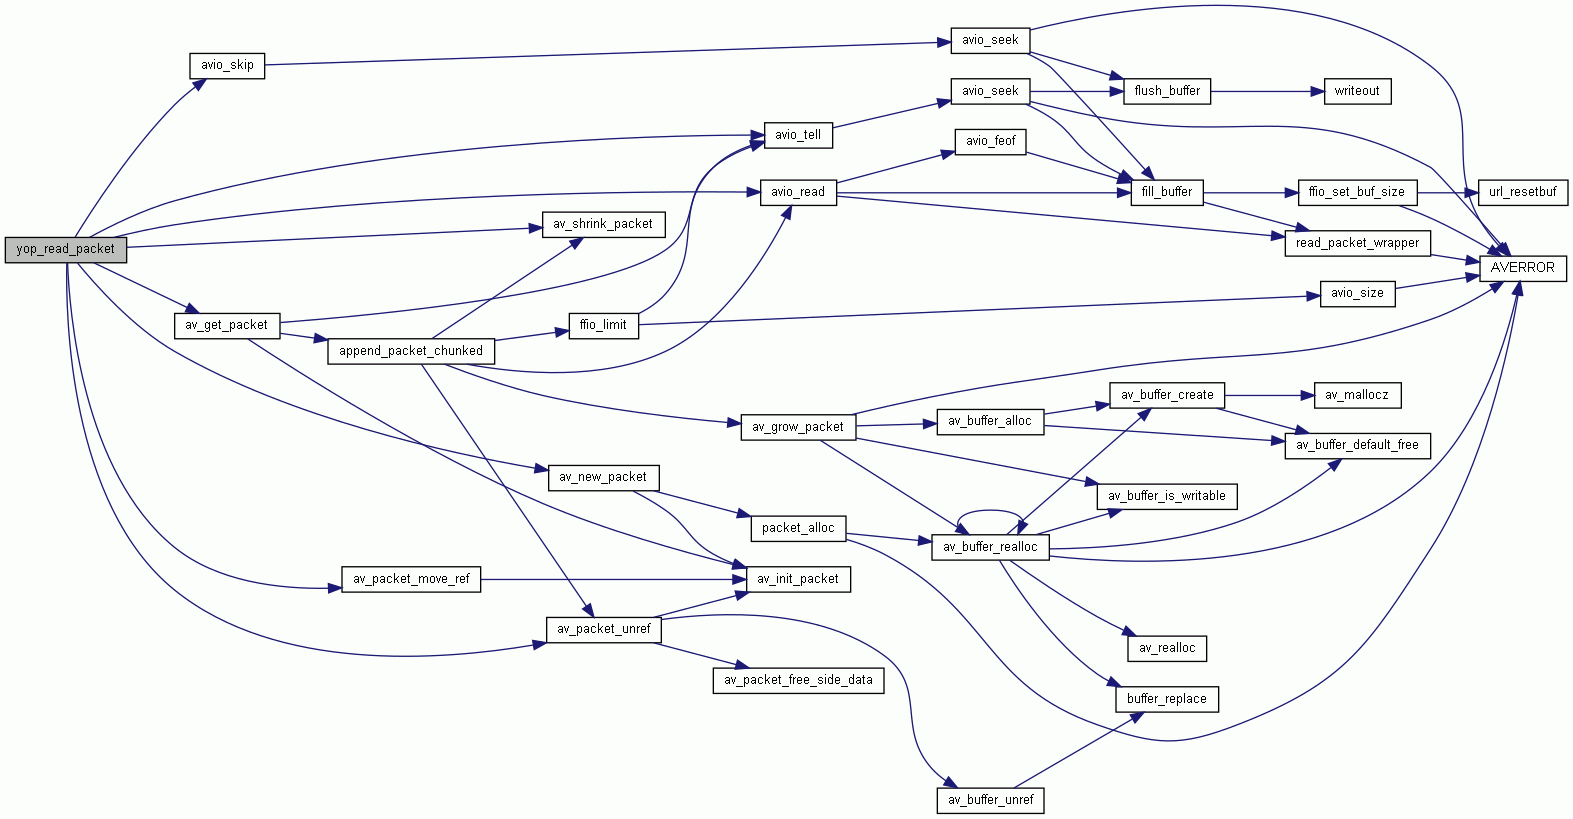 avio_seek
avio_skip
avio_seek
flush_buffer
writeout
avio_tell
avio_feof
avio_read
fill_buffer
ffio_set_buf_size
url_resetbuf
av_shrink_packet
yop_read_packet
read_packet_wrapper
AVERROR
avio_size
av_get_packet
ffio_limit
append_packet_chunked
av_buffer_create
av_mallocz
av_grow_packet
av_buffer_alloc
av_buffer_default_free
av_new_packet
av_buffer_is_writable
packet_alloc
av_buffer_realloc
av_packet_move_ref
av_init_packet
av_packet_unref
av_realloc
av_packet_free_side_data
buffer_replace
av_buffer_unref